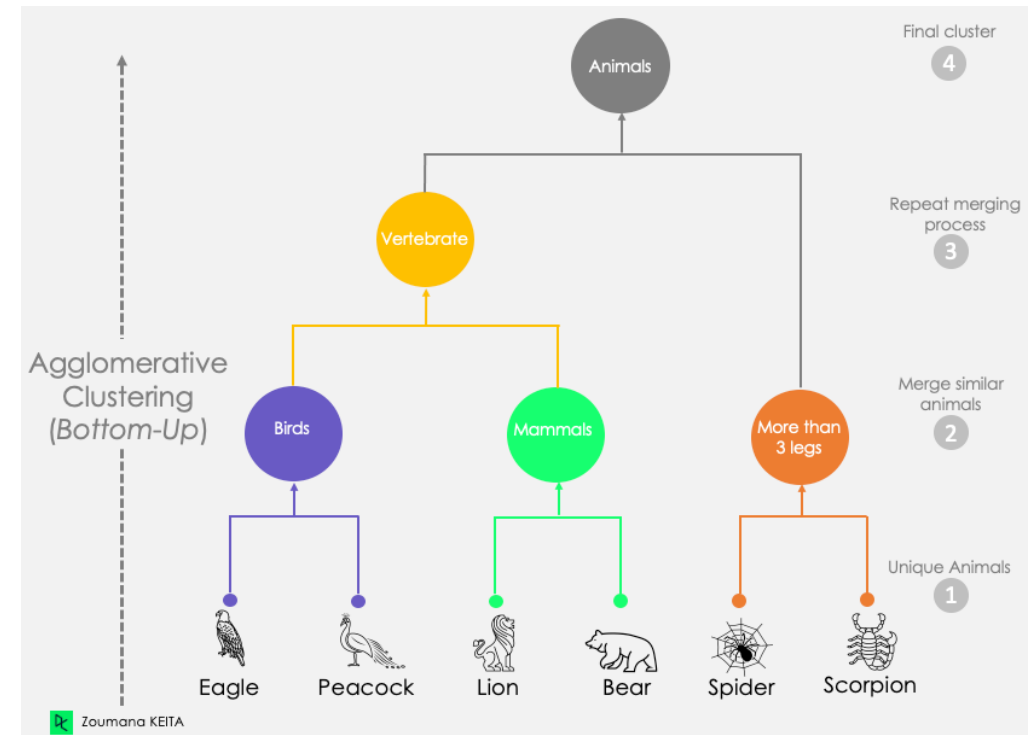 Final cluster
4
Animals
Repeat merging
process
3
Vertebrate
Agglomerative
Clustering
(Bottom-Up)
Merge similar
animals
2
Birds
Mammals
More than
3 legs
Unique Animals
1
Eagle
Peacock
Lion
Bear
Spider
Scorpion
Zoumana KEITA